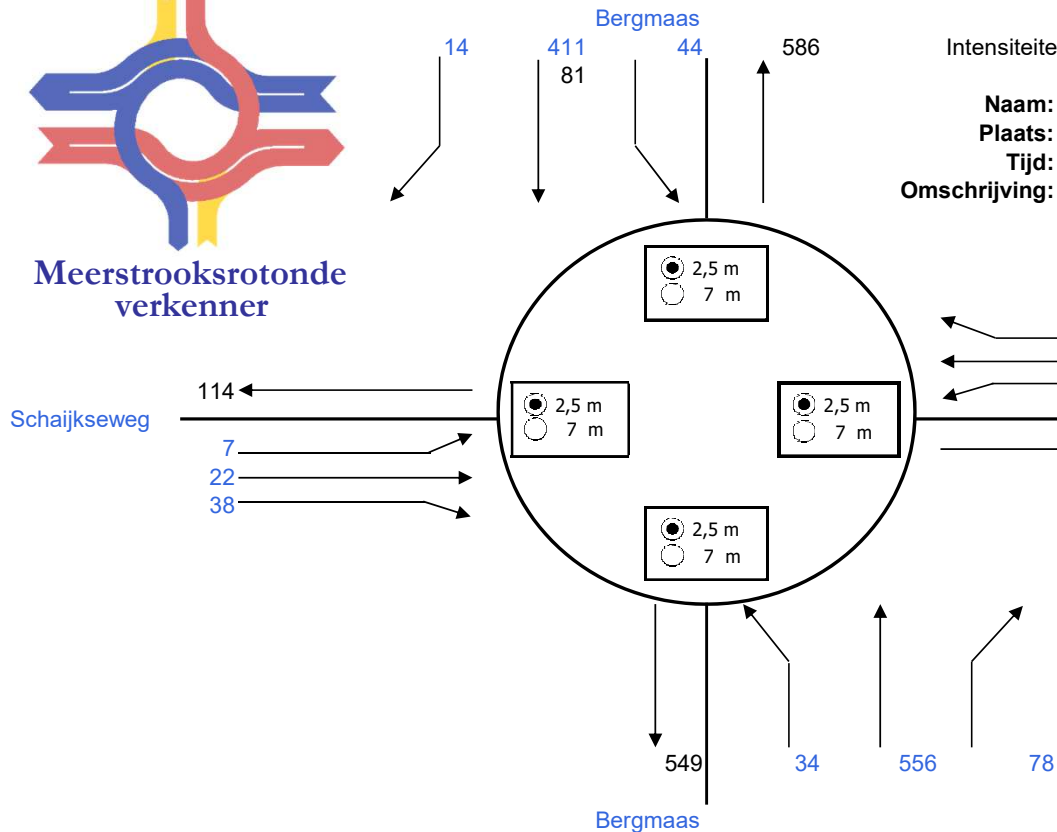 Bergmaas
14 411 44 586 Intensiteite
81
Naam:
Plaats:
Tijd:
Omschrijving:
Meerstrooksrotonde
verkenner
2,5 m
7 m
114
Schaijkseweg
2,5 m
7 m
2,5 m
7 m
7
22
38
2,5 m
7 m
549 34 556 78
Bergmaas